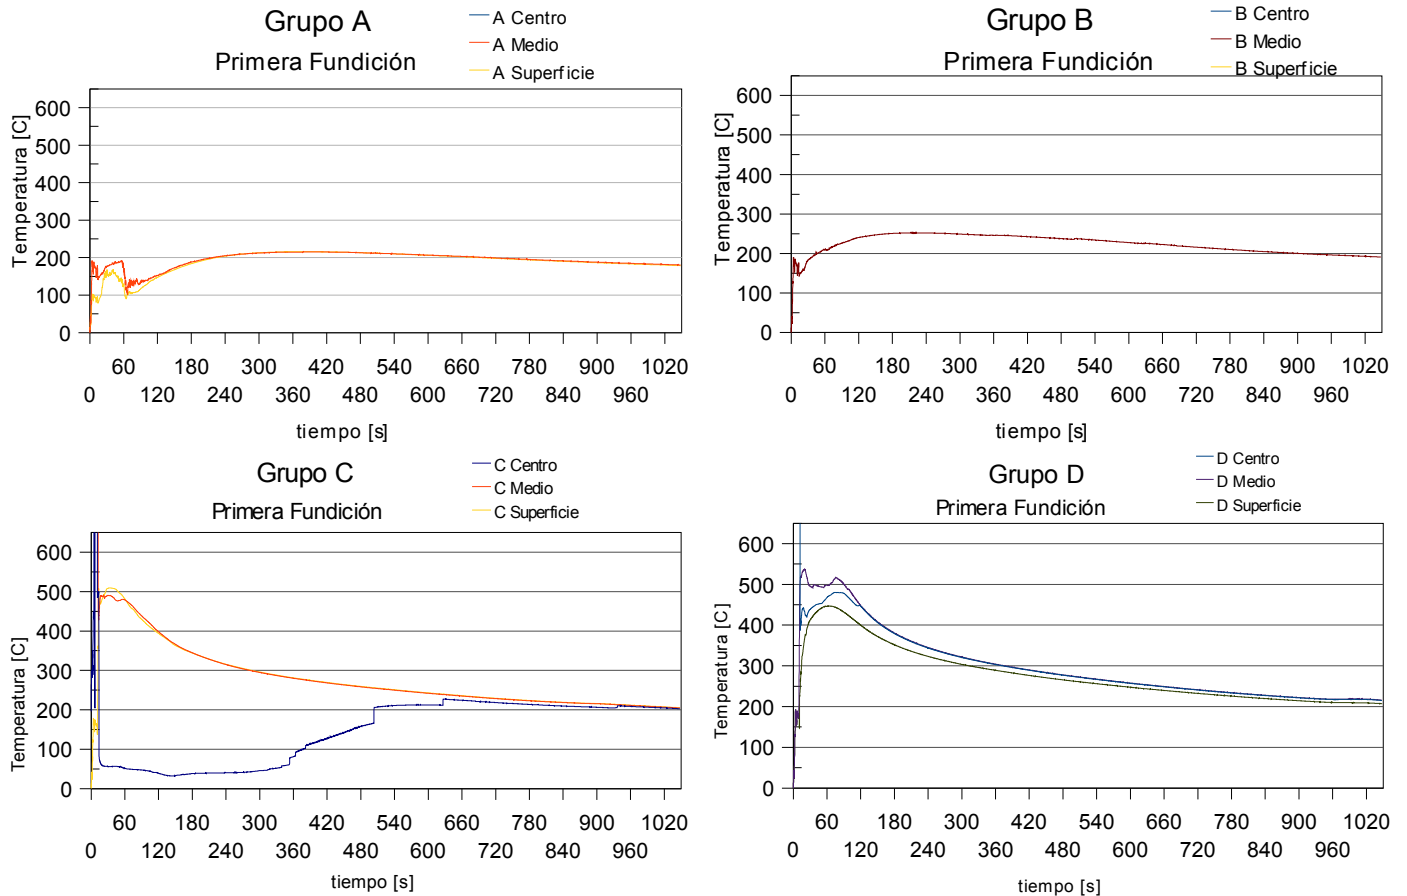 Grupo A
A Centro
A Medio
A Superficie
Primera Fundición
Temperatura [C]
600
500
400
300
200
100
0
60 180 300 420 540 660 780 900 1020
0 120 240 360 480 600 720 840 960
tiempo [s]
Grupo B
B Centro
B Medio
B Superficie
Primera Fundición
Temperatura [C]
600
500
400
300
200
100
0
60 180 300 420 540 660 780 900 1020
0 120 240 360 480 600 720 840 960
tiempo [s]
Grupo C
C Centro
C Medio
C Superficie
Primera Fundición
Temperatura [C]
600
500
400
300
200
100
0
60 180 300 420 540 660 780 900 1020
0 120 240 360 480 600 720 840 960
tiempo [s]
Grupo D
D Centro
D Medio
D Superficie
Primera Fundición
Temperatura [C]
600
500
400
300
200
100
0
60 180 300 420 540 660 780 900 1020
0 120 240 360 480 600 720 840 960
tiempo [s]